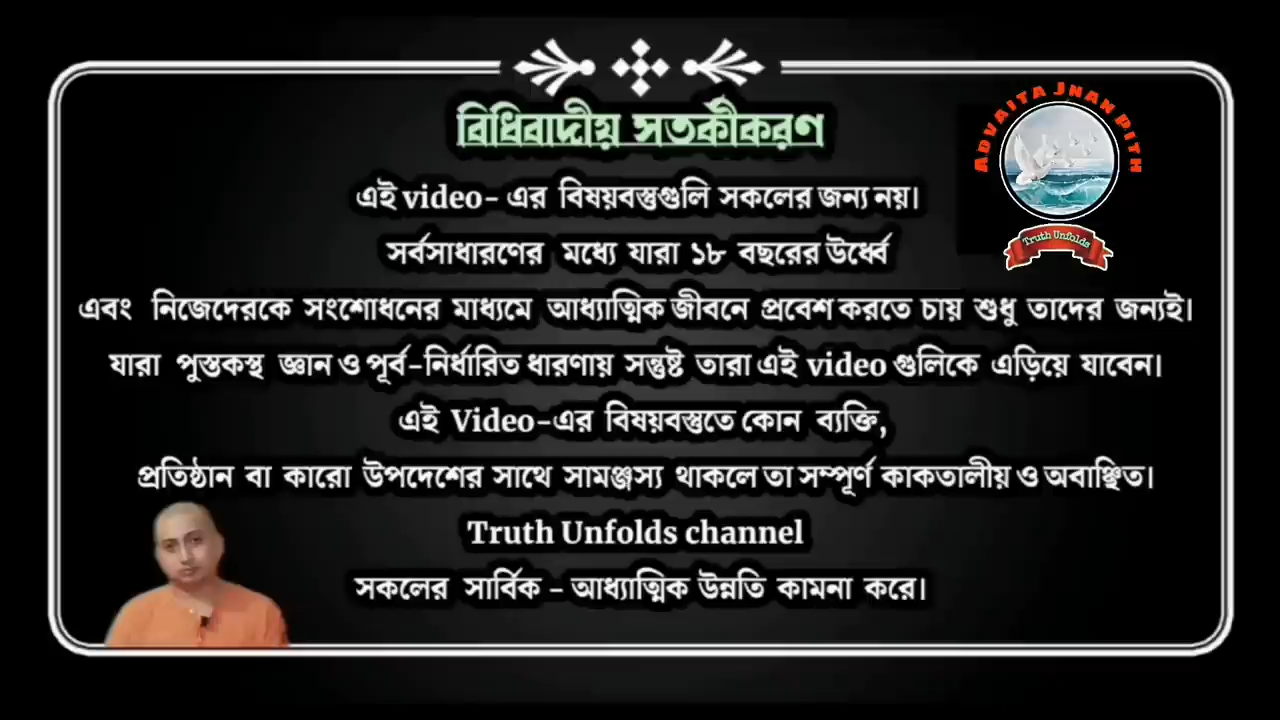 বিধিবাদীয় সতর্কীকরণ
ADVAITA JNAN PITH
Truth Unfolds
এই video- এর বিষয়বস্তুগুলি সকলের জন্য নয়।
সর্বসাধারণের মধ্যে যারা ১৮ বছরের উর্ধ্বে
এবং নিজেদেরকে সংশোধনের মাধ্যমে আধ্যাত্মিক জীবনে প্রবেশ করতে চায় শুধু তাদের জন্যই।
যারা পুস্তকস্থ জ্ঞান ও পূর্ব-নির্ধারিত ধারণায় সন্তুষ্ট তারা এই video গুলিকে এড়িয়ে যাবেন।
এই Video-এর বিষয়বস্তুতে কোন ব্যক্তি,
প্রতিষ্ঠান বা কারো উপদেশের সাথে সামঞ্জস্য থাকলে তা সম্পূর্ণ কাকতালীয় ও অবাঞ্ছিত।
Truth Unfolds channel
সকলের সার্বিক - আধ্যাত্মিক উন্নতি কামনা করে।